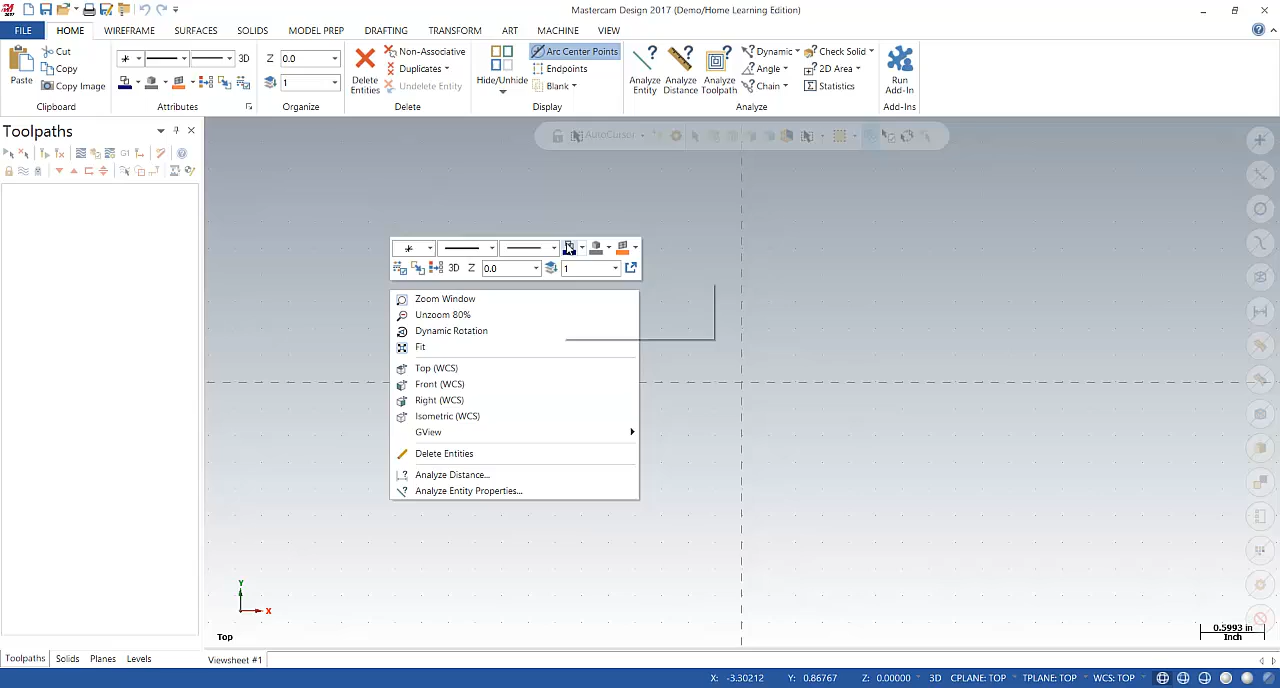 Mastercam Design 2017 (Demo/Home Learning Edition)
FILE HOME WIREFRAME SURFACES SOLIDS MODEL PREP DRAFTING TRANSFORM ART MACHINE VIEW
Paste
Cut
Copy
Copy Image
Clipboard
3D
Attributes
Z 0.0
1
Organize
Delete Entities
Non-Associative
Duplicates
Undelete Entity
Delete
Hide/Unhide
Arc Center Points
Endpoints
Blank
Display
Analyze Entity
Analyze Distance
Analyze Toolpath
Dynamic
Angle
Chain
Check Solid
2D Area
Statistics
Analyze
Run Add-In
Add-Ins
Toolpaths
G1
AutoCursor
3D Z 0.0 1
Zoom Window
Unzoom 80%
Dynamic Rotation
Fit
Top (WCS)
Front (WCS)
Right (WCS)
Isometric (WCS)
GView
Delete Entities
Analyze Distance...
Analyze Entity Properties...
Y
X
Top
0.5993 in
Inch
Toolpaths Solids Planes Levels
Viewsheet #1
X: -3.30212 Y: 0.86767 Z: 0.00000 3D CPLANE: TOP TPLANE: TOP WCS: TOP